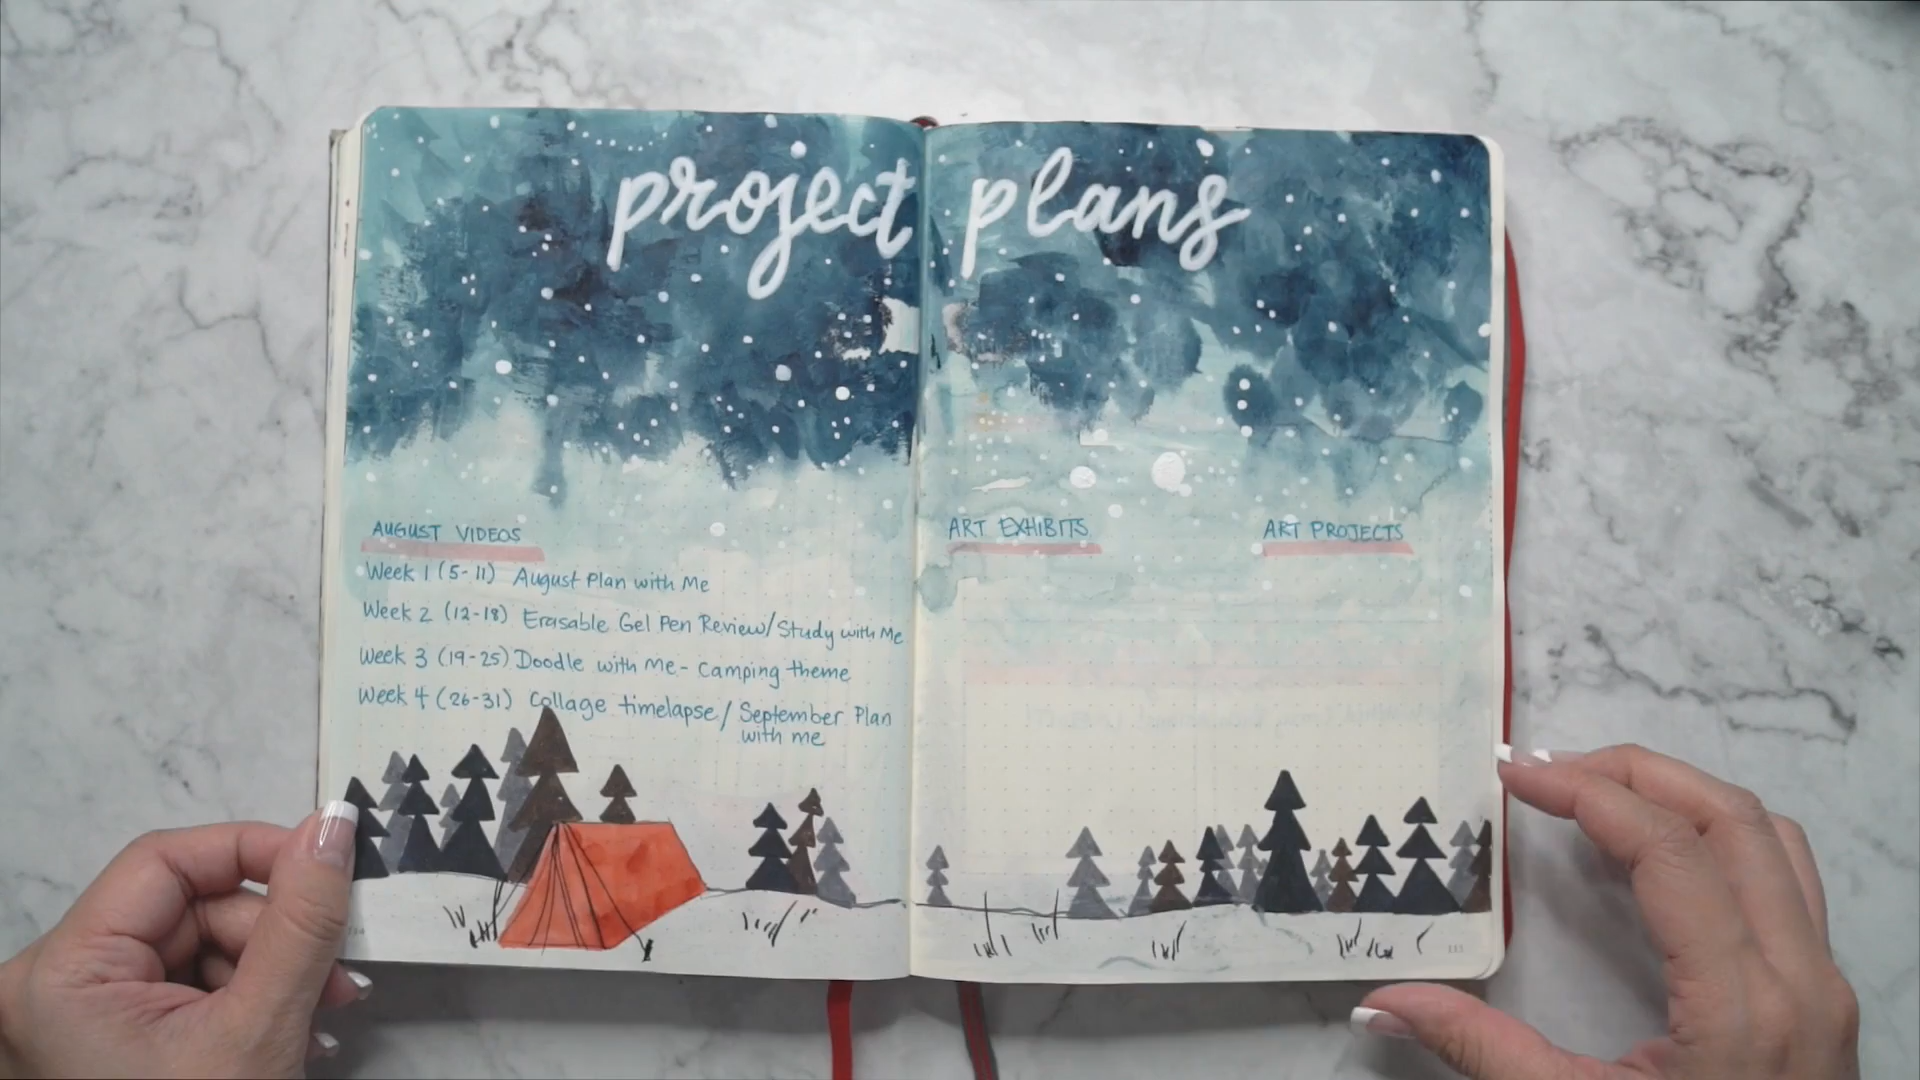 project plans
AUGUST VIDEOS
Week 1 (5-11) August Plan with Me
Week 2 (12-18) Erasable Gel Pen Review/Study with Me
Week 3 (19-25) Doodle with Me - Camping theme
Week 4 (26-31) Collage timelapse / September Plan
with me
ART EXHIBITS
ART PROJECTS